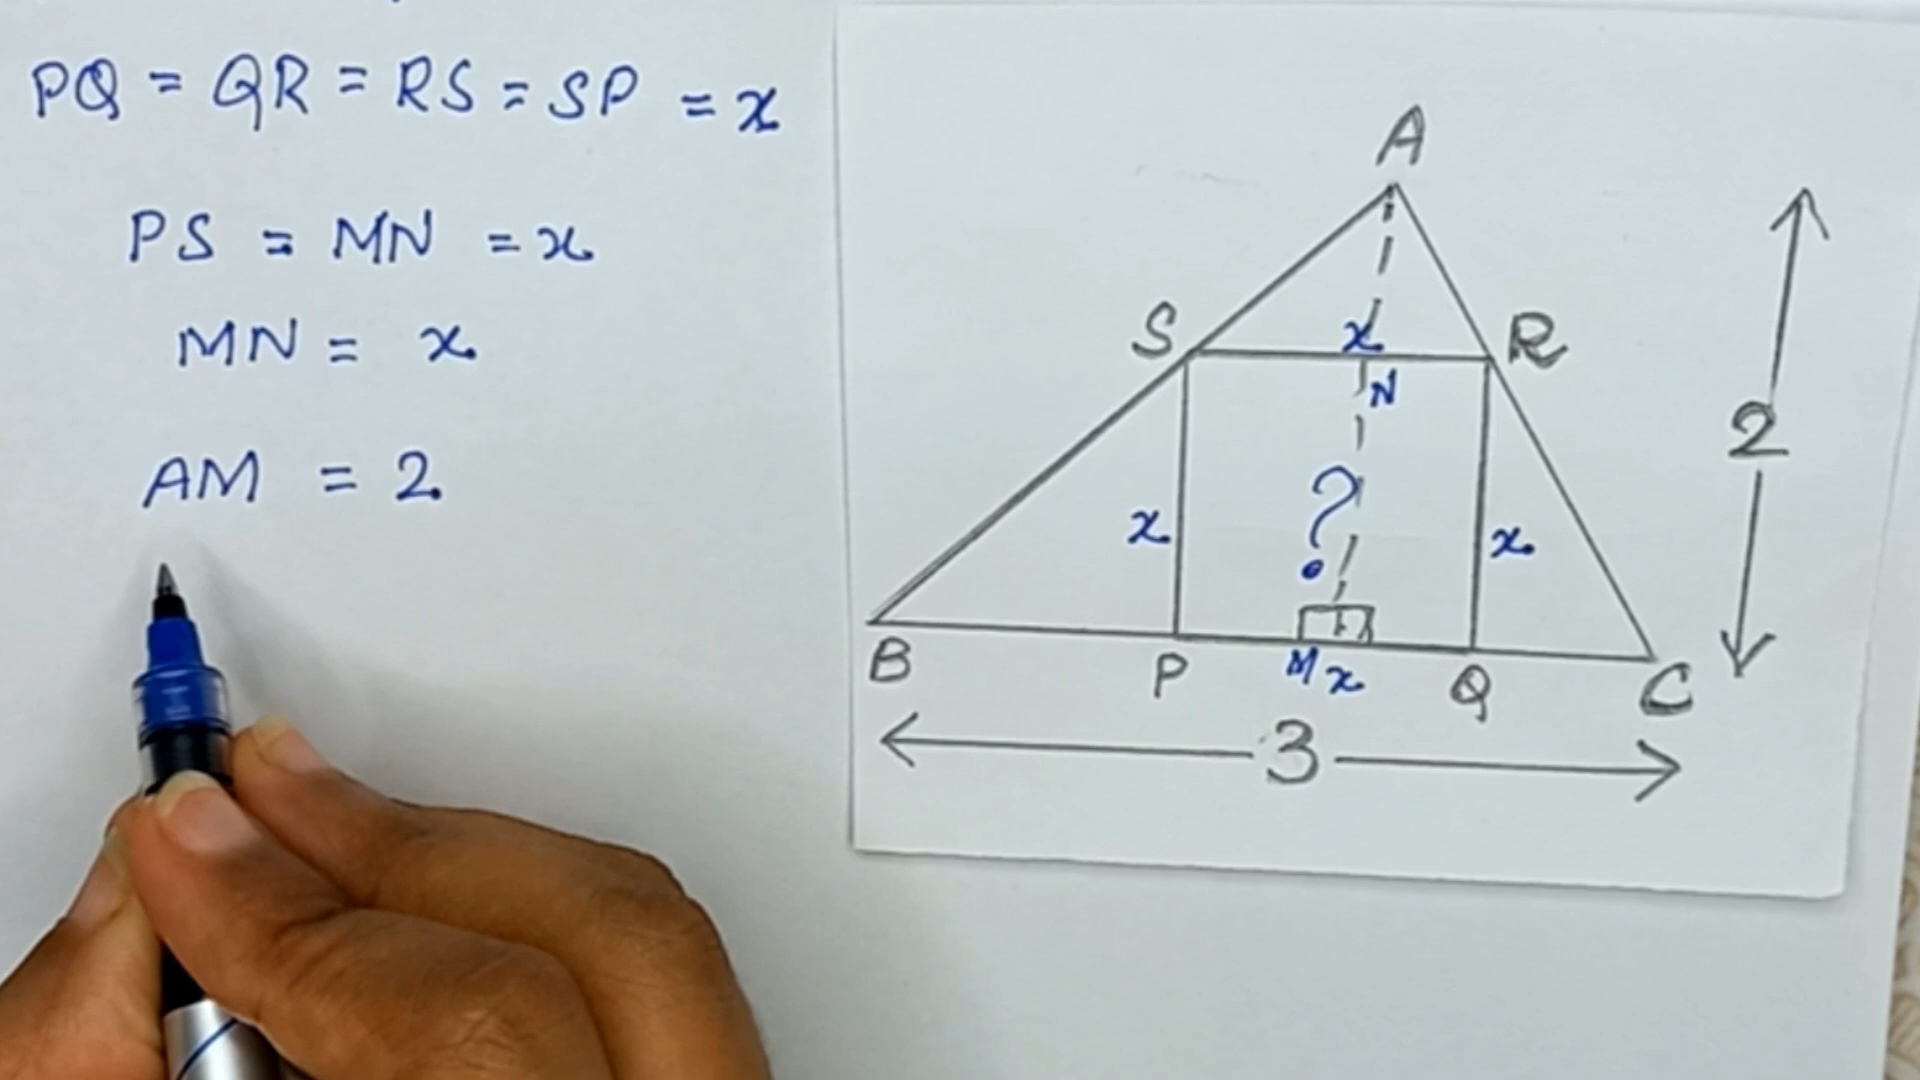 PQ = QR = RS = SP = x
PS = MN = x
MN = x
AM = 2
A
S
x
R
N
2
x
?
x
B
P
M
x
Q
C
3